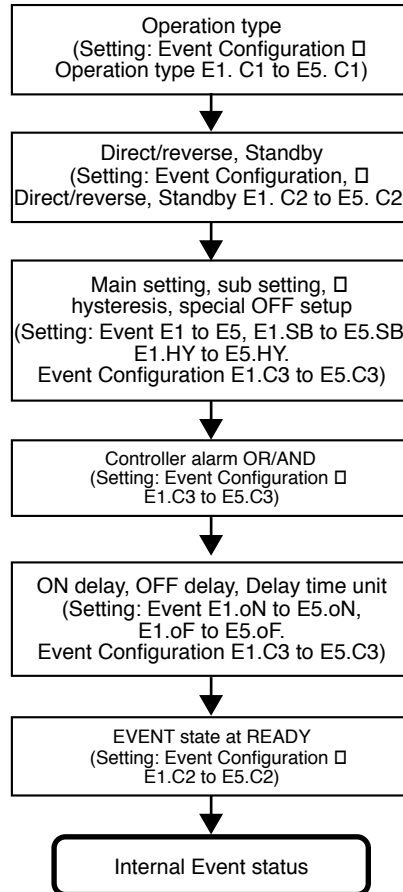 Operation type
(Setting: Event Configuration □
Operation type E1. C1 to E5. C1)
Direct/reverse, Standby
(Setting: Event Configuration, □
Direct/reverse, Standby E1. C2 to E5. C2
Main setting, sub setting, □
hysteresis, special OFF setup
(Setting: Event E1 to E5, E1.SB to E5.SB
E1.HY to E5.HY.
Event Configuration E1.C3 to E5.C3)
Controller alarm OR/AND
(Setting: Event Configuration □
E1.C3 to E5.C3)
ON delay, OFF delay, Delay time unit
(Setting: Event E1.oN to E5.oN,
E1.oF to E5.oF.
Event Configuration E1.C3 to E5.C3)
EVENT state at READY
(Setting: Event Configuration □
E1.C2 to E5.C2)
Internal Event status